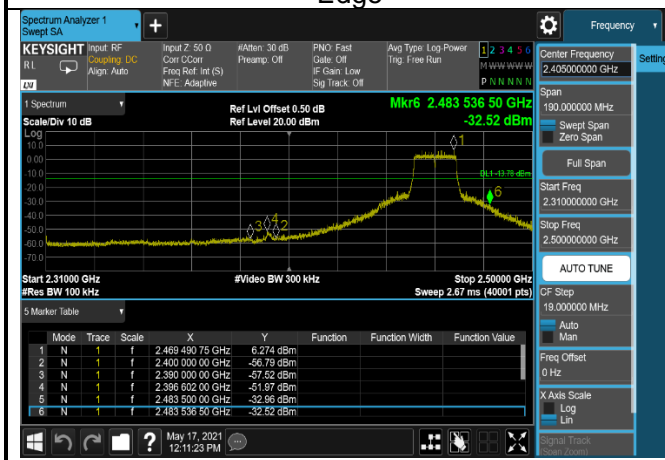 Edge
Spectrum Analyzer 1
Swept SA
Frequency
KEYSIGHT
RL
LXI
Input: RF
Coupling: DC
Align: Auto
Input Z: 50 Ω
Corr CCorr
Freq Ref: Int (S)
NFE: Adaptive
#Atten: 30 dB
Preamp: Off
PNO: Fast
Gate: Off
IF Gain: Low
Sig Track: Off
Avg Type: Log-Power
Trig: Free Run
1 2 3 4 5 6
M W W W W W
P N N N N N
Center Frequency
2.405000000 GHz
Settings
1 Spectrum
Scale/Div 10 dB
Ref Lvl Offset 0.50 dB
Ref Level 20.00 dBm
Mkr6 2.483 536 50 GHz
-32.52 dBm
Span
190.000000 MHz
Swept Span
Zero Span
Full Span
Start Freq
2.310000000 GHz
Stop Freq
2.500000000 GHz
AUTO TUNE
CF Step
19.000000 MHz
Auto
Man
Freq Offset
0 Hz
X Axis Scale
Log
Lin
Signal Track
(Span Zoom)
Log
10.0
0.00
-10.0
-20.0
-30.0
-40.0
-50.0
-60.0
-70.0
1
DL1 -13.78 dBm
6
3 4 2
Start 2.31000 GHz
#Res BW 100 kHz
#Video BW 300 kHz
Stop 2.50000 GHz
Sweep 2.67 ms (40001 pts)
5 Marker Table
Mode Trace Scale X Y Function Function Width Function Value
1 N 1 f 2.469 490 75 GHz 6.274 dBm
2 N 1 f 2.400 000 00 GHz -56.79 dBm
3 N 1 f 2.390 000 00 GHz -57.52 dBm
4 N 1 f 2.396 602 00 GHz -51.97 dBm
5 N 1 f 2.483 500 00 GHz -32.96 dBm
6 N 1 f 2.483 536 50 GHz -32.52 dBm
May 17, 2021
12:11:23 PM